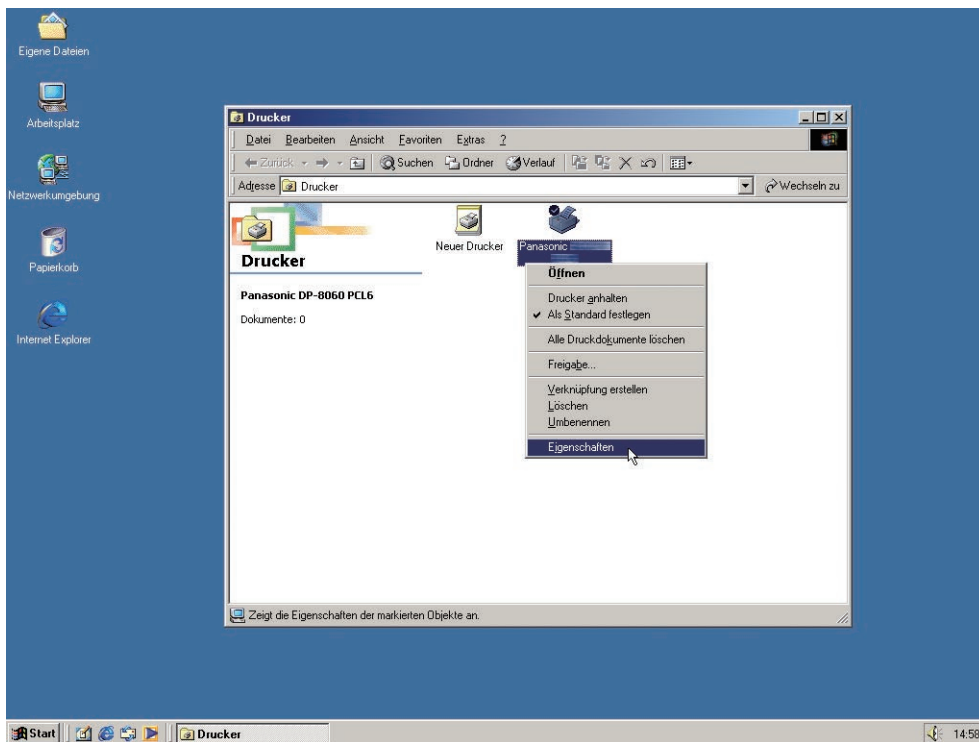 Eigene Dateien
Arbeitsplatz
Netzwerkumgebung
Papierkorb
Internet Explorer
Drucker
Datei Bearbeiten Ansicht Favoriten Extras ?
Zurück Suchen Ordner Verlauf
Adresse Drucker Wechseln zu
Drucker
Panasonic DP-8060 PCL6
Dokumente: 0
Neuer Drucker
Panasonic
Öffnen
Drucker anhalten
Als Standard festlegen
Alle Druckdokumente löschen
Freigabe...
Verknüpfung erstellen
Löschen
Umbenennen
Eigenschaften
Zeigt die Eigenschaften der markierten Objekte an.
Start Drucker 14:58